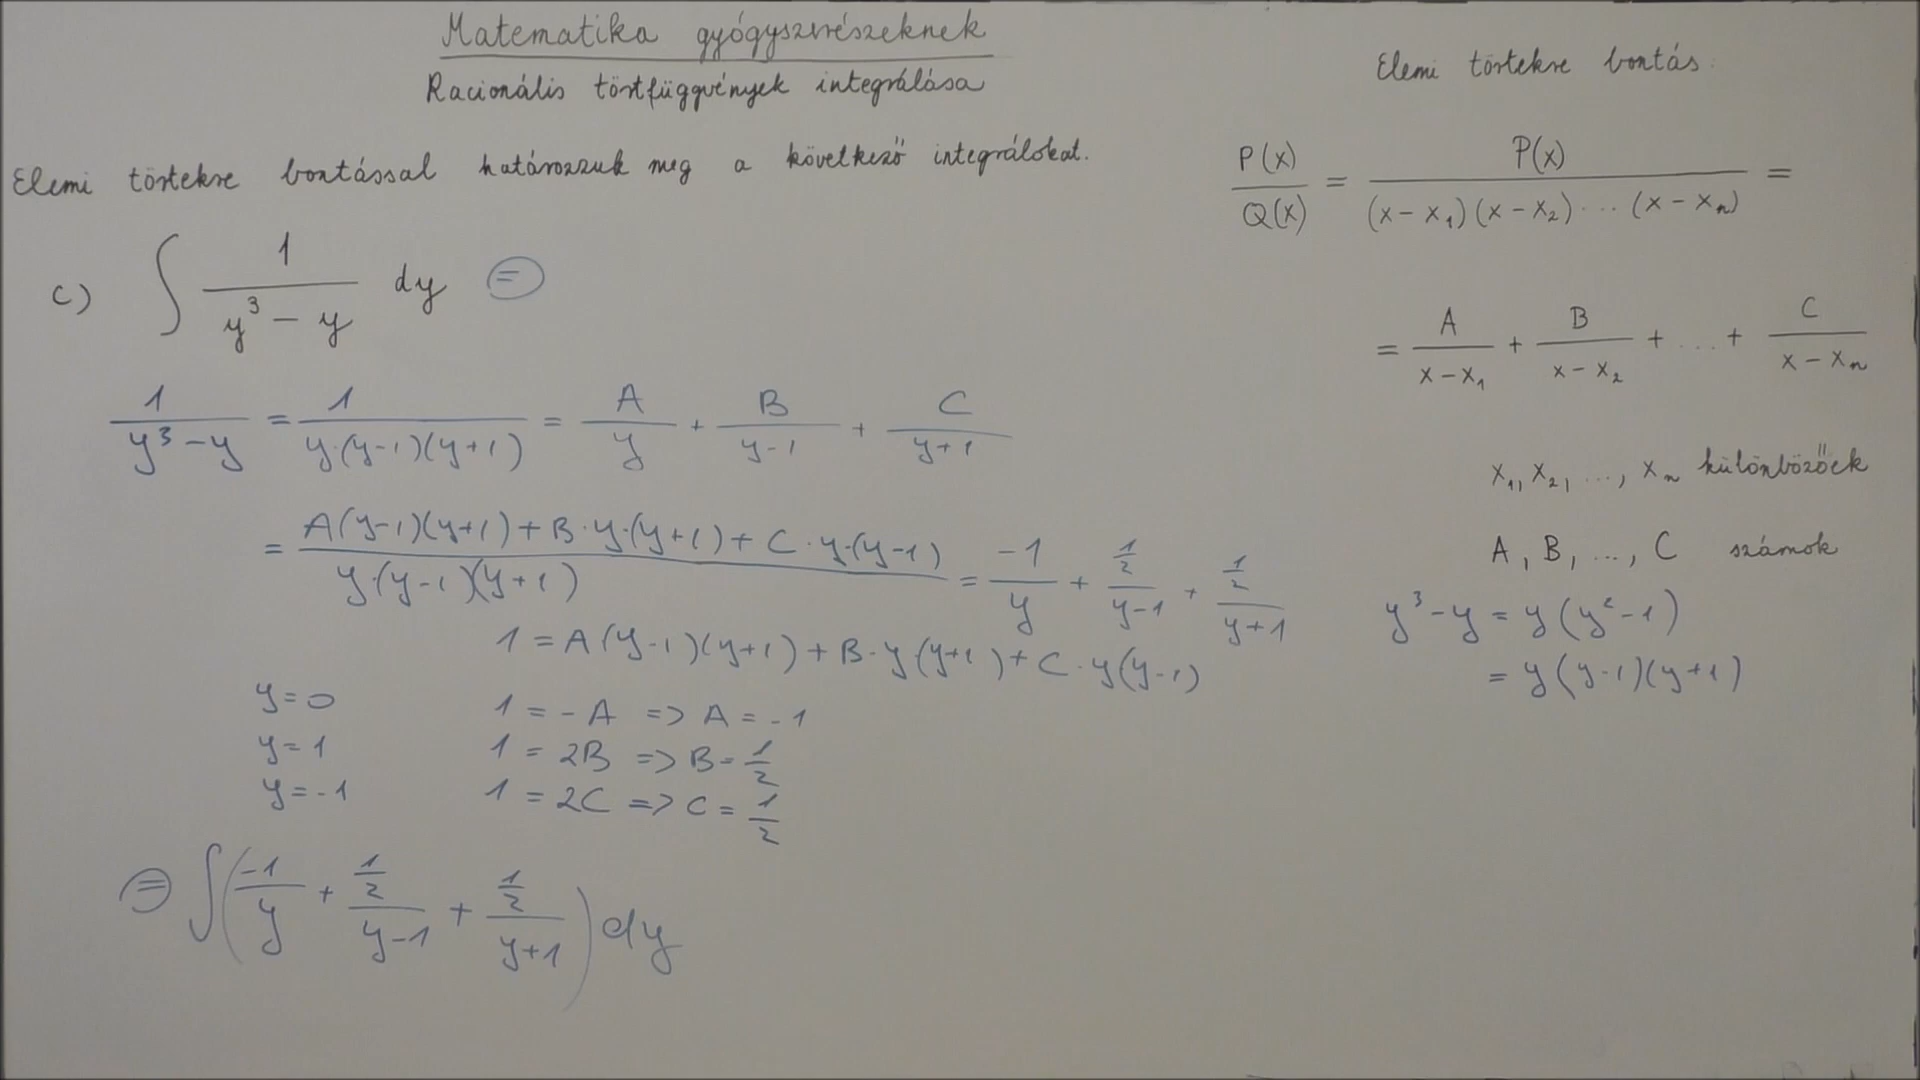 Matematika gyógyszerészeknek
Racionális törtfüggvények integrálása
Elemi törtekre bontással határozzuk meg a következő integrálokat.
c) ∫ 1/(y³ - y) dy =
1/(y³ - y) = 1/(y·(y-1)(y+1)) = A/y + B/(y-1) + C/(y+1)
= (A(y-1)(y+1) + B·y·(y+1) + C·y·(y-1))/(y·(y-1)(y+1)) = -1/y + (1/2)/(y-1) + (1/2)/(y+1)
1 = A(y-1)(y+1) + B·y(y+1) + C·y(y-1)
y = 0 1 = -A => A = -1
y = 1 1 = 2B => B = 1/2
y = -1 1 = 2C => C = 1/2
= ∫(-1/y + (1/2)/(y-1) + (1/2)/(y+1)) dy
Elemi törtekre bontás:
P(x)/Q(x) = P(x)/((x - x₁)(x - x₂)· ... (x - xₙ)) =
= A/(x - x₁) + B/(x - x₂) + ... + C/(x - xₙ)
x₁, x₂, ..., xₙ különbözőek
A, B, ..., C számok
y³ - y = y(y² - 1)
= y(y-1)(y+1)